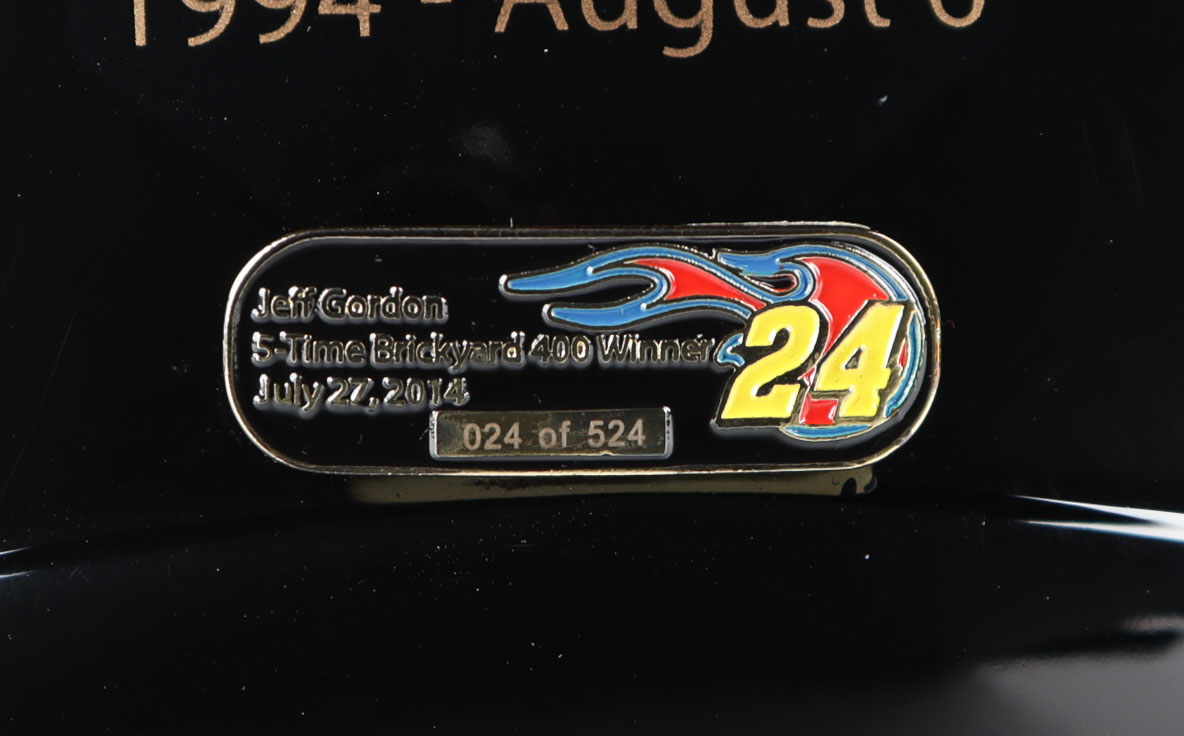 1994 - August 6
Jeff Gordon
5-Time Brickyard 400 Winner
July 27, 2014
024 of 524
24